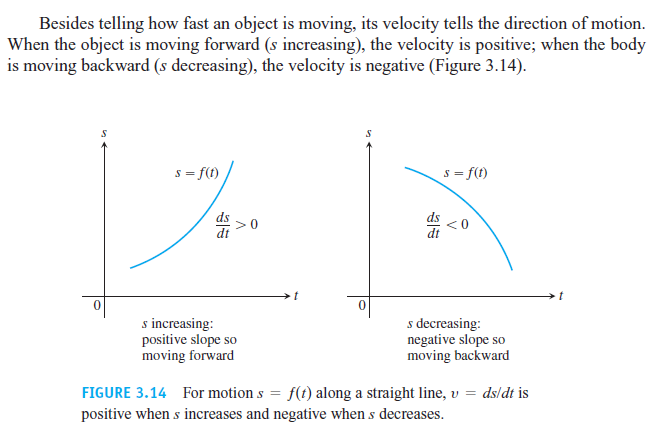 Besides telling how fast an object is moving, its velocity tells the direction of motion.
When the object is moving forward (s increasing), the velocity is positive; when the body
is moving backward (s decreasing), the velocity is negative (Figure 3.14).
s
s = f(t)
ds/dt > 0
0
t
s increasing:
positive slope so
moving forward
s
s = f(t)
ds/dt < 0
0
t
s decreasing:
negative slope so
moving backward
FIGURE 3.14 For motion s = f(t) along a straight line, v = ds/dt is
positive when s increases and negative when s decreases.